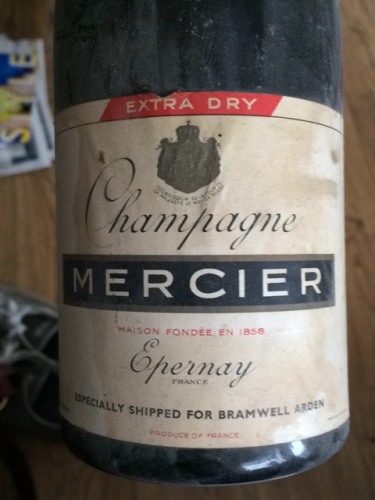 EXTRA DRY
Champagne
MERCIER
MAISON FONDÉE EN 1858
Epernay
FRANCE
ESPECIALLY SHIPPED FOR BRAMWELL ARDEN
PRODUCE OF FRANCE